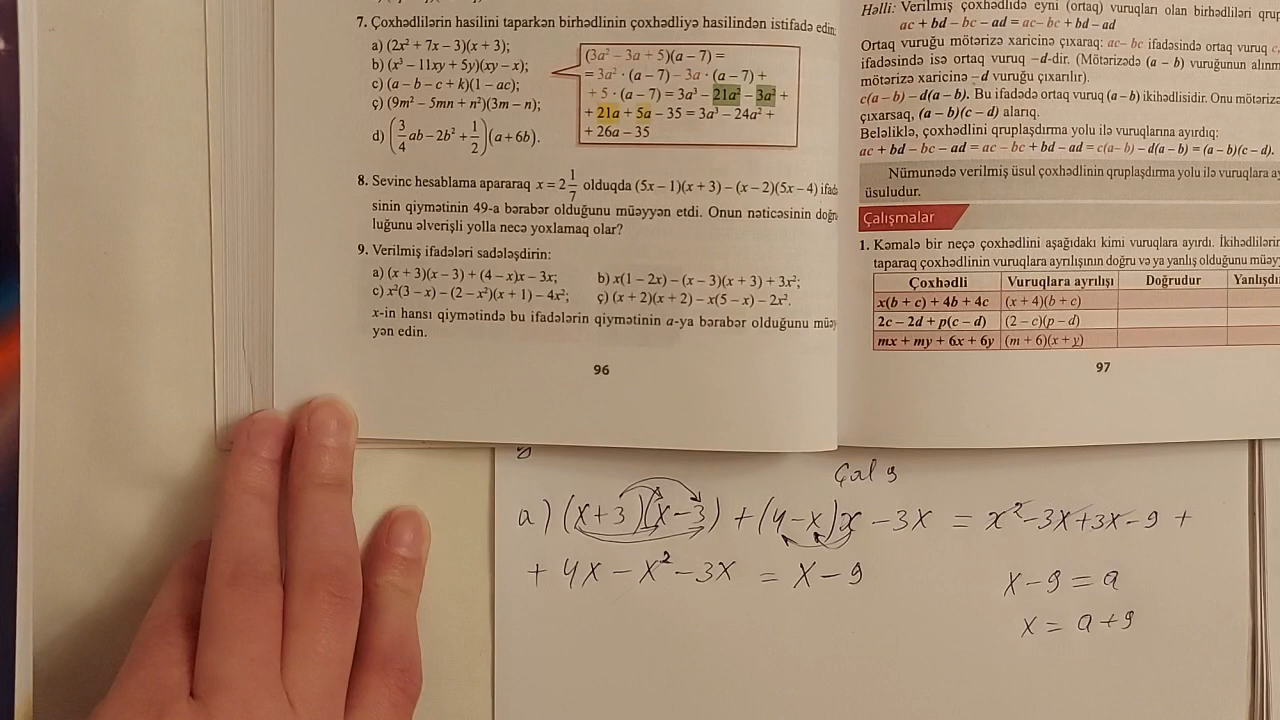 7. Çoxhədlilərin hasilini taparkən birhədlinin çoxhədliyə hasilindən istifadə edin
a) (2x² + 7x – 3)(x + 3);
b) (x³ – 11xy + 5y)(xy – x);
c) (a – b – c + k)(1 – ac);
ç) (9m² – 5mn + n²)(3m – n);
d) (3/4 ab – 2b² + 1/2)(a + 6b).
(3a² – 3a + 5)(a – 7) =
= 3a² · (a – 7) – 3a · (a – 7) +
+ 5 · (a – 7) = 3a³ – 21a² – 3a² +
+ 21a + 5a – 35 = 3a³ – 24a² +
+ 26a – 35
8. Sevinc hesablama apararaq x = 2 1/7 olduqda (5x – 1)(x + 3) – (x – 2)(5x – 4) ifadə
sinin qiymətinin 49-a bərabər olduğunu müəyyən etdi. Onun nəticəsinin doğru
luğunu əlverişli yolla necə yoxlamaq olar?
9. Verilmiş ifadələri sadələşdirin:
a) (x + 3)(x – 3) + (4 – x)x – 3x; b) x(1 – 2x) – (x – 3)(x + 3) + 3x²;
c) x²(3 – x) – (2 – x²)(x + 1) – 4x²; ç) (x + 2)(x + 2) – x(5 – x) – 2x².
x-in hansı qiymətində bu ifadələrin qiymətinin a-ya bərabər olduğunu müəy
yən edin.
96
Həlli: Verilmiş çoxhədlidə eyni (ortaq) vuruqları olan birhədliləri qrup
ac + bd – bc – ad = ac – bc + bd – ad
Ortaq vuruğu mötərizə xaricinə çıxaraq: ac – bc ifadəsində ortaq vuruq c,
ifadəsində isə ortaq vuruq –d-dir. (Mötərizədə (a – b) vuruğunun alınm
mötərizə xaricinə –d vuruğu çıxarılır).
c(a – b) – d(a – b). Bu ifadədə ortaq vuruq (a – b) ikihədlisidir. Onu mötəriz
çıxarsaq, (a – b)(c – d) alarıq.
Beləliklə, çoxhədlini qruplaşdırma yolu ilə vuruqlarına ayırdıq:
ac + bd – bc – ad = ac – bc + bd – ad = c(a – b) – d(a – b) = (a – b)(c – d).
Nümunədə verilmiş üsul çoxhədlinin qruplaşdırma yolu ilə vuruqlara ay
üsuludur.
Çalışmalar
1. Kəmalə bir neçə çoxhədlini aşağıdakı kimi vuruqlara ayırdı. İkihədlilərin
taparaq çoxhədlinin vuruqlara ayrılışının doğru və ya yanlış olduğunu müəyy
Çoxhədli Vuruqlara ayrılışı Doğrudur Yanlışdı
x(b + c) + 4b + 4c (x + 4)(b + c)
2c – 2d + p(c – d) (2 – c)(p – d)
mx + my + 6x + 6y (m + 6)(x + y)
97
Çal 9
a) (x+3)(x–3) + (4–x)x – 3x = x² – 3x + 3x – 9 +
+ 4x – x² – 3x = x – 9
x – 9 = a
x = a + 9